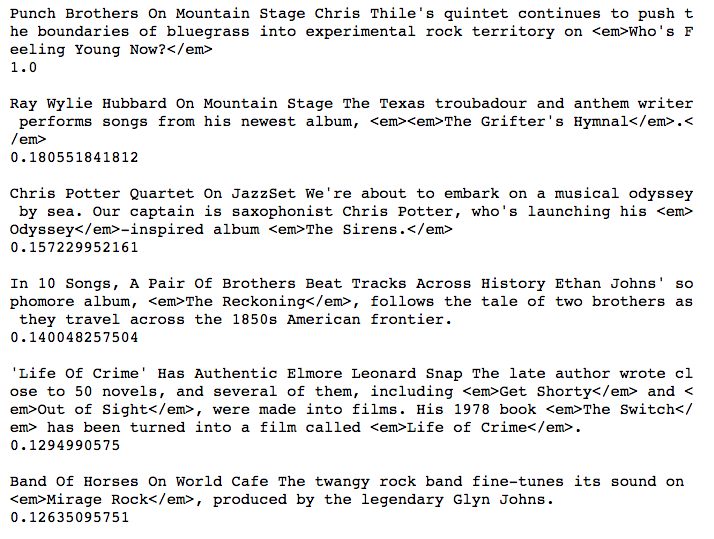 Punch Brothers On Mountain Stage Chris Thile's quintet continues to push t
he boundaries of bluegrass into experimental rock territory on <em>Who's F
eeling Young Now?</em>
1.0
Ray Wylie Hubbard On Mountain Stage The Texas troubadour and anthem writer
 performs songs from his newest album, <em><em>The Grifter's Hymnal</em>.<
/em>
0.180551841812
Chris Potter Quartet On JazzSet We're about to embark on a musical odyssey
 by sea. Our captain is saxophonist Chris Potter, who's launching his <em>
Odyssey</em>-inspired album <em>The Sirens.</em>
0.157229952161
In 10 Songs, A Pair Of Brothers Beat Tracks Across History Ethan Johns' so
phomore album, <em>The Reckoning</em>, follows the tale of two brothers as
 they travel across the 1850s American frontier.
0.140048257504
'Life Of Crime' Has Authentic Elmore Leonard Snap The late author wrote cl
ose to 50 novels, and several of them, including <em>Get Shorty</em> and <
em>Out of Sight</em>, were made into films. His 1978 book <em>The Switch</
em> has been turned into a film called <em>Life of Crime</em>.
0.1294990575
Band Of Horses On World Cafe The twangy rock band fine-tunes its sound on
<em>Mirage Rock</em>, produced by the legendary Glyn Johns.
0.12635095751